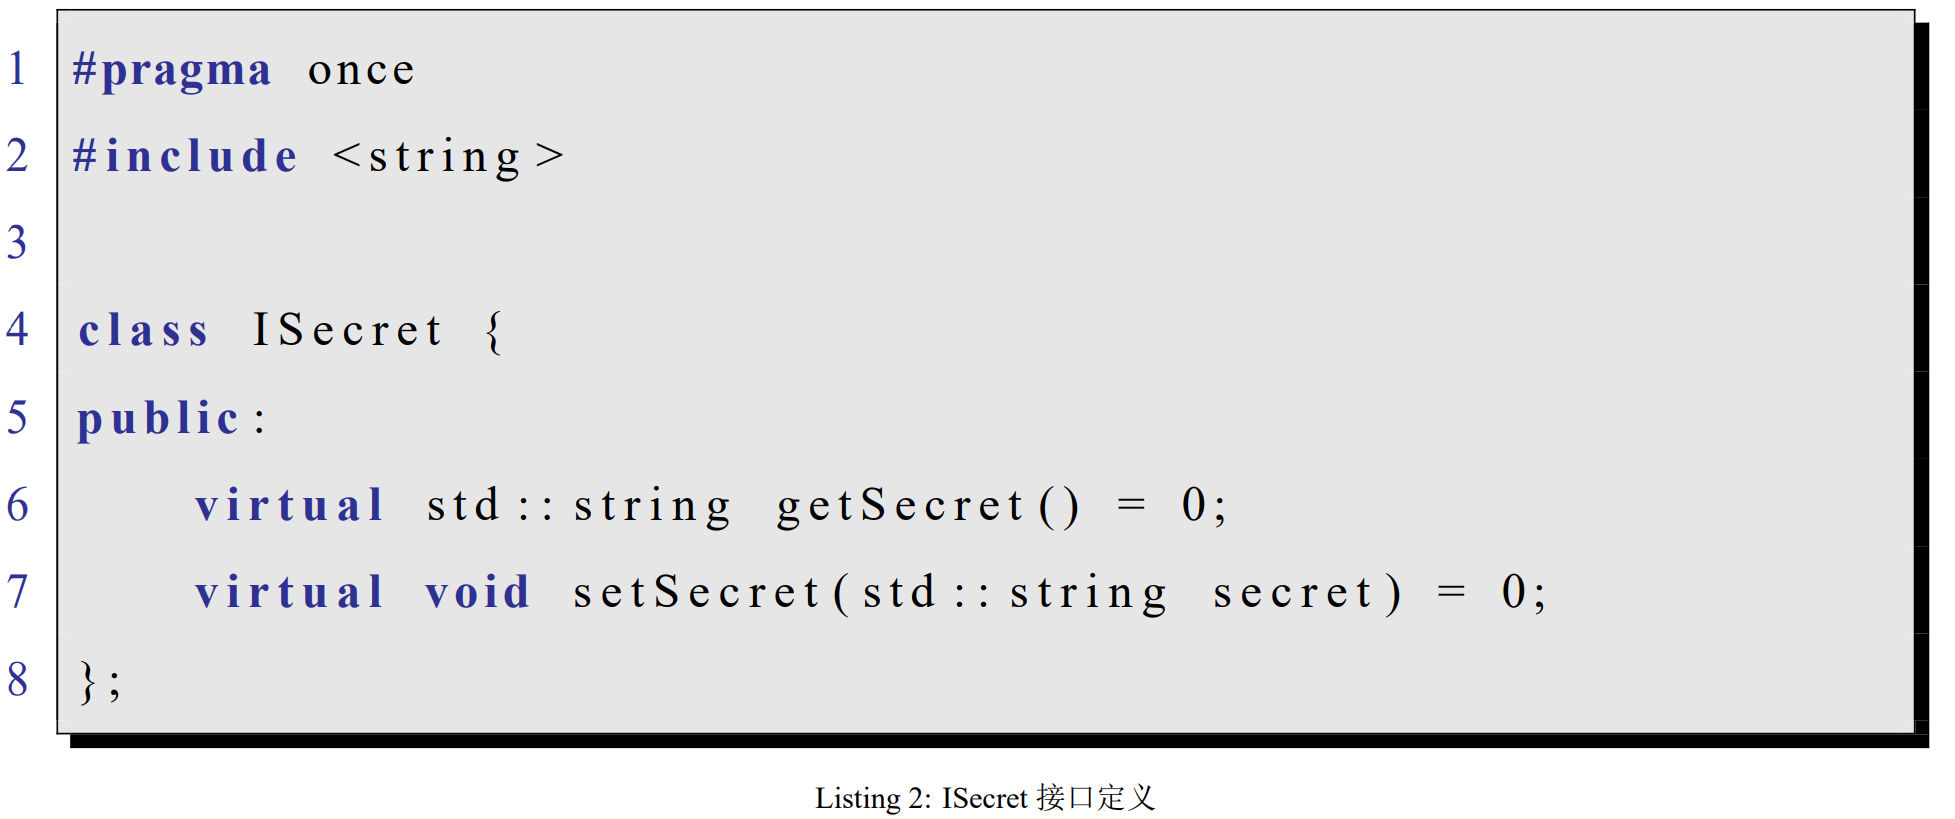 1 #pragma once
2 #include <string>
3
4 class ISecret {
5 public:
6     virtual std::string getSecret() = 0;
7     virtual void setSecret(std::string secret) = 0;
8 };
Listing 2: ISecret 接口定义